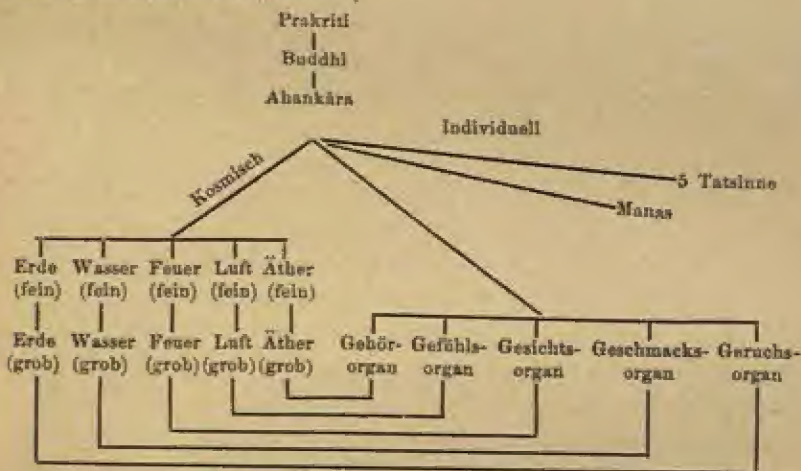 Prakriti
Buddhi
Ahankâra
Individuell
Kosmisch
5 Tatsinne
Manas
Erde Wasser Feuer Luft Äther
(fein) (fein) (fein) (fein) (fein)
Erde Wasser Feuer Luft Äther Gehör- Gefühls- Gesichts- Geschmacks- Geruchs-
(grob) (grob) (grob) (grob) (grob) organ organ organ organ organ